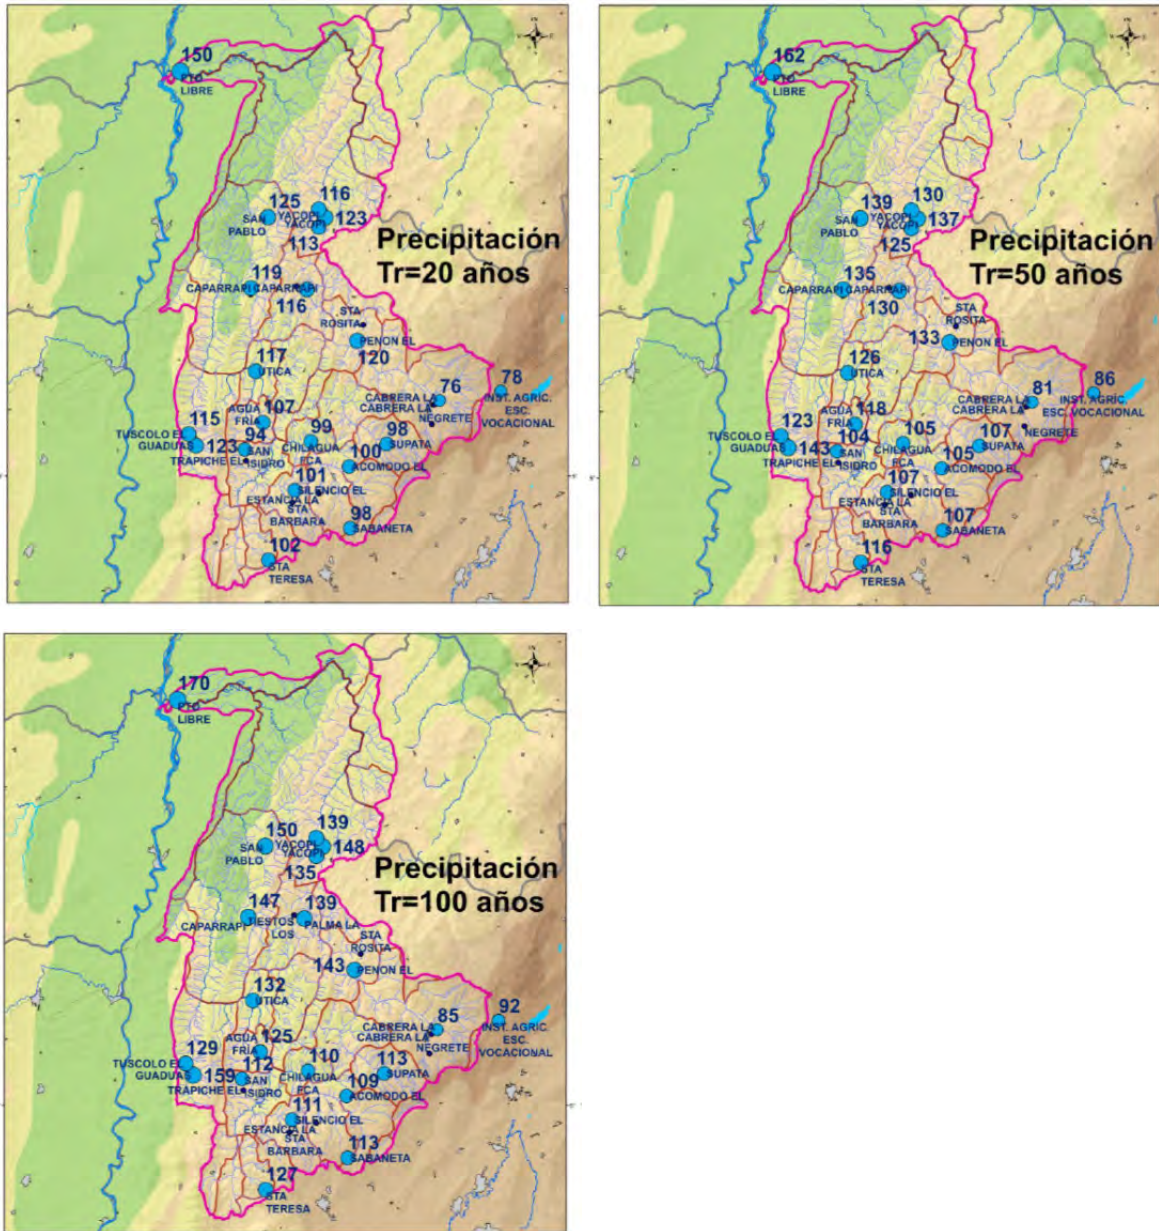 150
PTO
LIBRE
125
116
SAN
PABLO
YACOPI
YACOPI
123
113
Precipitación
Tr=20 años
119
CAPARRAPI
CAPARRAPI
116
STA
ROSITA
PENON EL
120
117
UTICA
76
78
CABRERA LA
CABRERA LA
NEGRETE
INST. AGRIC.
ESC.
VOCACIONAL
AGUA
FRÍA
107
115
TUSCOLO EL
GUADUAS
123
TRAPICHE EL
94
SAN
ISIDRO
99
CHILAGUA
FCA
98
SUPATA
100
ACOMODO EL
101
SILENCIO EL
ESTANCIA LA
STA
BARBARA
98
SABANETA
102
STA
TERESA
162
PTO
LIBRE
139
130
SAN
PABLO
YACOPI
YACOPI
137
125
Precipitación
Tr=50 años
135
CAPARRAPI
CAPARRAPI
130
STA
ROSITA
133
PENON EL
126
UTICA
81
86
CABRERA LA
CABRERA LA
NEGRETE
INST. AGRIC.
ESC.
VOCACIONAL
AGUA
FRÍA
118
123
TUSCOLO EL
GUADUAS
143
TRAPICHE EL
104
SAN
ISIDRO
105
CHILAGUA
FCA
107
SUPATA
105
ACOMODO EL
107
SILENCIO EL
ESTANCIA LA
STA
BARBARA
107
SABANETA
116
STA
TERESA
170
PTO
LIBRE
150
139
SAN
PABLO
YACOPI
YACOPI
148
135
Precipitación
Tr=100 años
147
CAPARRAPI
TIESTOS
LOS
139
PALMA LA
STA
ROSITA
143
PENON EL
132
UTICA
85
92
CABRERA LA
CABRERA LA
NEGRETE
INST. AGRIC.
ESC.
VOCACIONAL
AGUA
FRÍA
125
129
TUSCOLO EL
GUADUAS
159
TRAPICHE EL
112
SAN
ISIDRO
110
CHILAGUA
FCA
113
SUPATA
109
ACOMODO EL
111
SILENCIO EL
ESTANCIA LA
STA
BARBARA
113
SABANETA
127
STA
TERESA